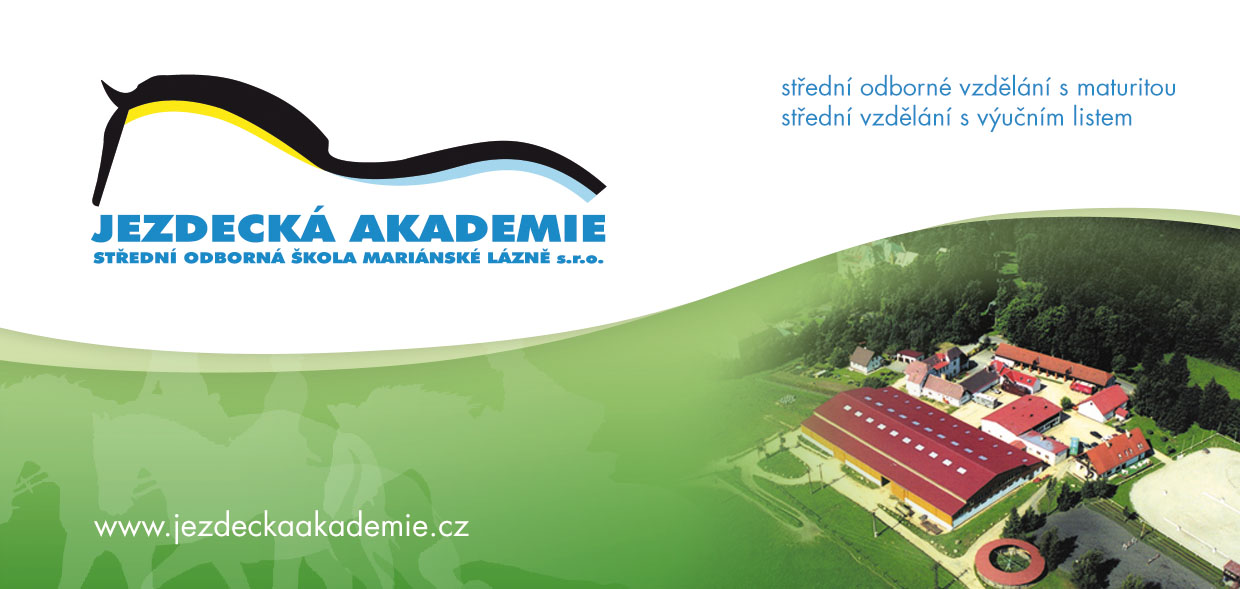 střední odborné vzdělání s maturitou
střední vzdělání s výučním listem
JEZDECKÁ AKADEMIE
STŘEDNÍ ODBORNÁ ŠKOLA MARIÁNSKÉ LÁZNĚ s.r.o.
www.jezdeckaakademie.cz